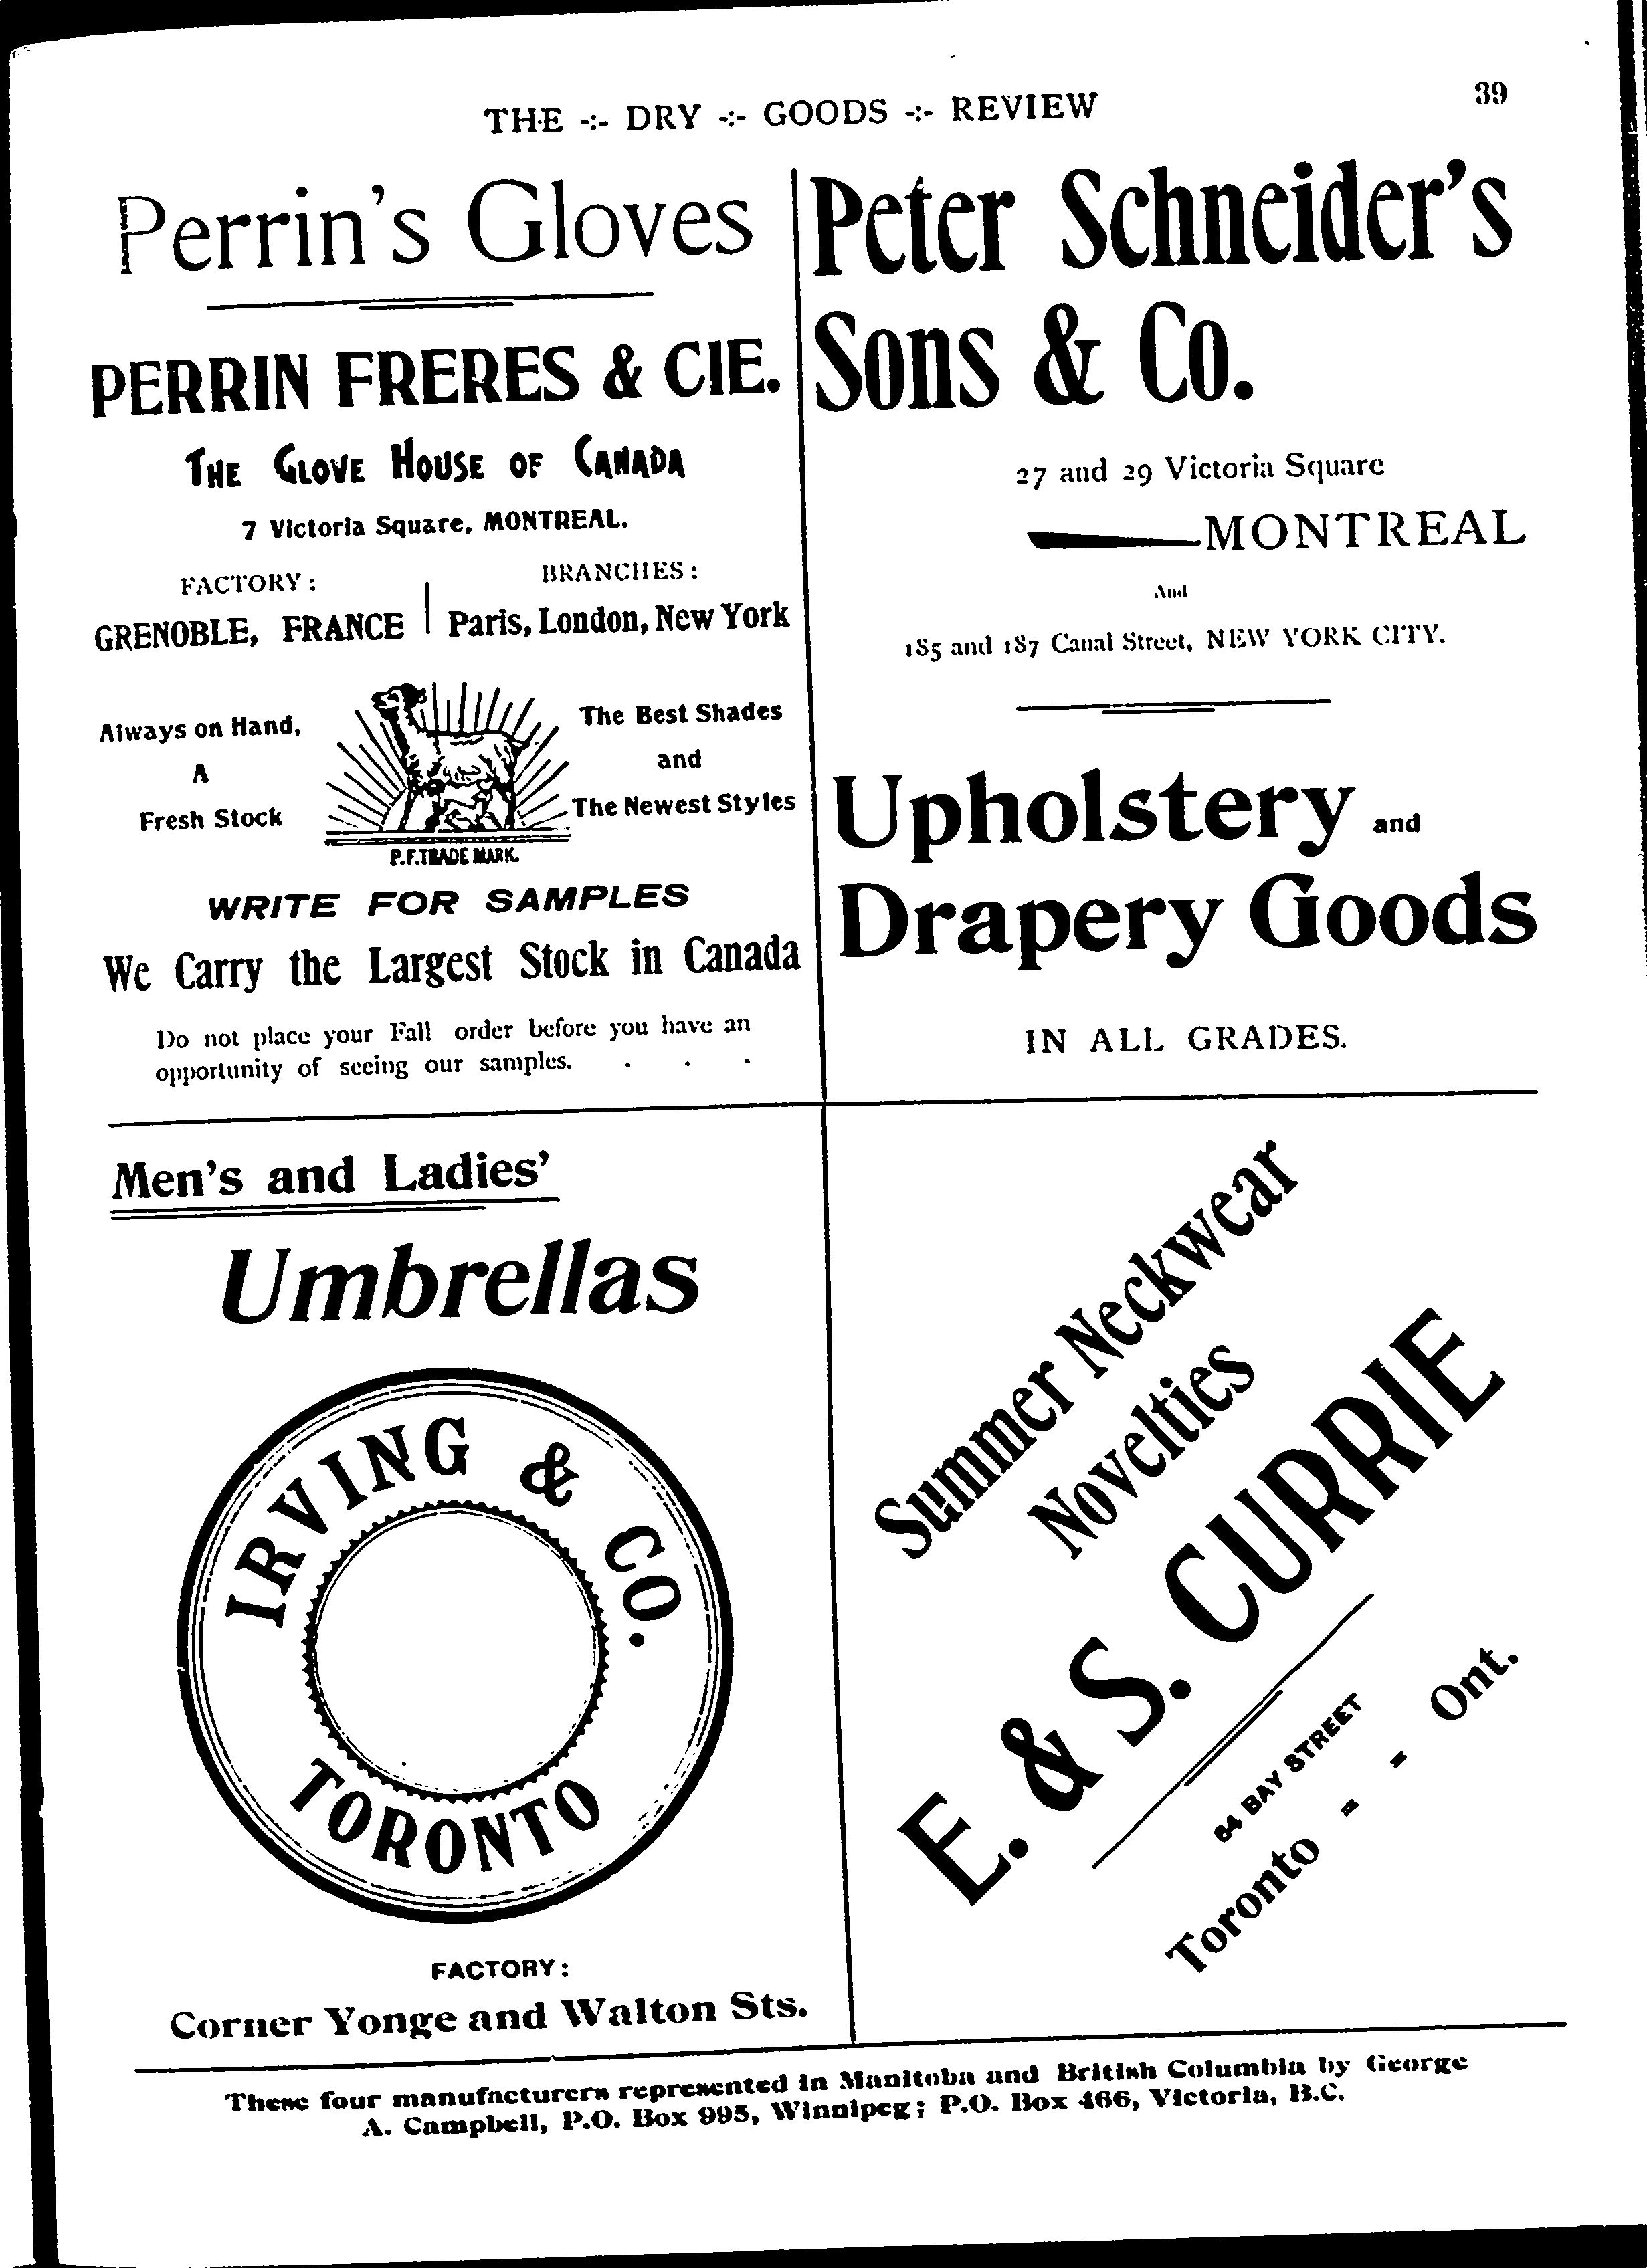 THE -:- DRY -:- GOODS -:- REVIEW
39
Perrin's Gloves
PERRIN FRERES & CIE.
THE GLOVE HOUSE OF CANADA
7 Victoria Square, MONTREAL.
FACTORY:
GRENOBLE, FRANCE
BRANCHES:
Paris, London, New York
Always on Hand,
A
Fresh Stock
The Best Shades
and
The Newest Styles
P.F. TRADE MARK.
WRITE FOR SAMPLES
We Carry the Largest Stock in Canada
Do not place your Fall order before you have an
opportunity of seeing our samples. . . .
Peter Schneider's
Sons & Co.
27 and 29 Victoria Square
MONTREAL
And
185 and 187 Canal Street, NEW YORK CITY.
Upholstery and
Drapery Goods
IN ALL GRADES.
Men's and Ladies'
Umbrellas
IRVING & CO.
TORONTO
FACTORY:
Corner Yonge and Walton Sts.
Summer Neckwear
Novelties
E. & S. CURRIE
64 BAY STREET
Toronto - - Ont.
These four manufacturers represented in Manitoba and British Columbia by George
A. Campbell, P.O. Box 995, Winnipeg; P.O. Box 466, Victoria, B.C.